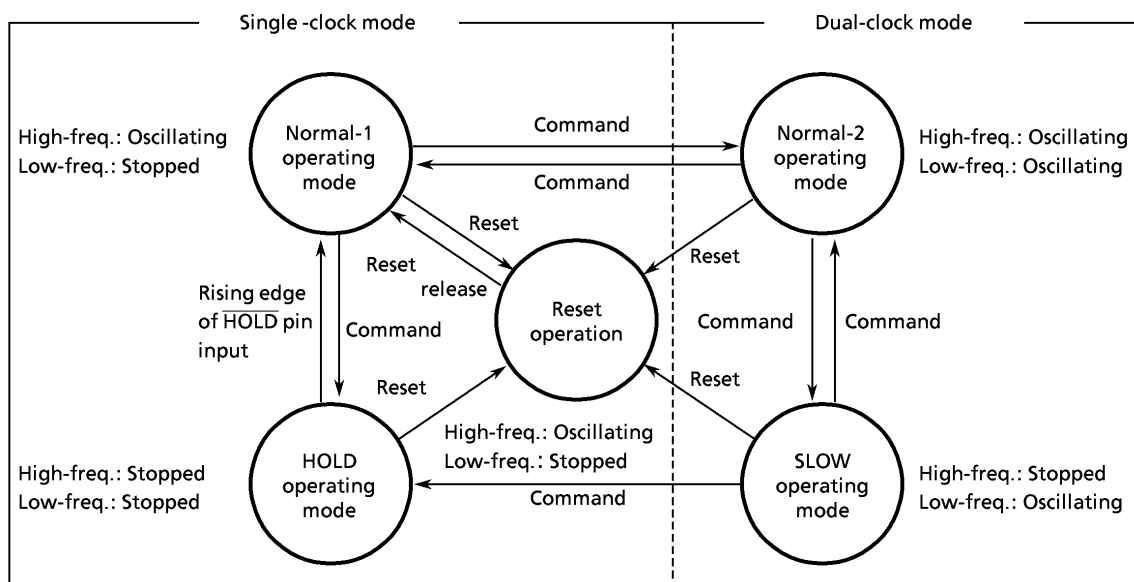 Single -clock mode
Dual-clock mode
High-freq.: Oscillating
Low-freq.: Stopped
Normal-1
operating
mode
Command
Command
Normal-2
operating
mode
High-freq.: Oscillating
Low-freq.: Oscillating
Reset
Reset
release
Reset
Rising edge
of HOLD pin
input
Command
Reset
operation
Command
Command
Reset
Reset
High-freq.: Oscillating
Low-freq.: Stopped
High-freq.: Stopped
Low-freq.: Stopped
HOLD
operating
mode
Command
SLOW
operating
mode
High-freq.: Stopped
Low-freq.: Oscillating